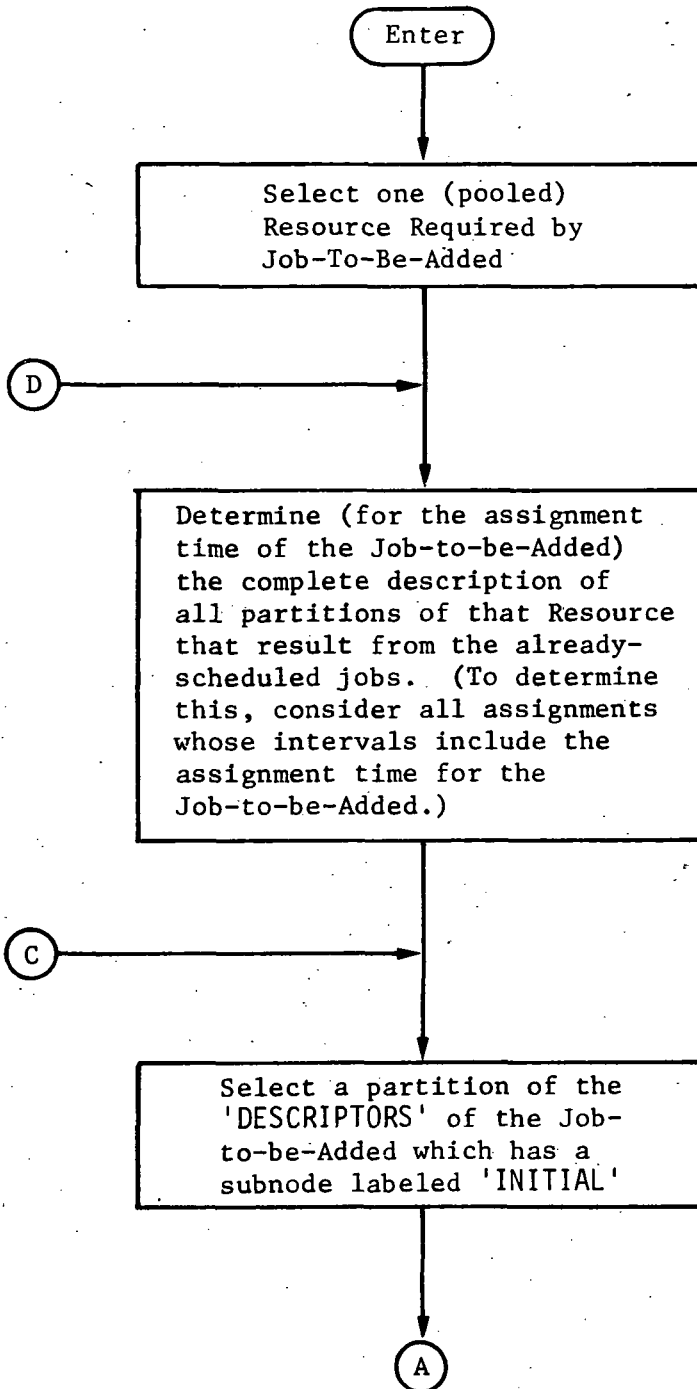 Enter
Select one (pooled)
Resource Required by
Job-To-Be-Added
D
Determine (for the assignment
time of the Job-to-be-Added)
the complete description of
all partitions of that Resource
that result from the already-
scheduled jobs. (To determine
this, consider all assignments
whose intervals include the
assignment time for the
Job-to-be-Added.)
C
Select a partition of the
'DESCRIPTORS' of the Job-
to-be-Added which has a
subnode labeled 'INITIAL'
A